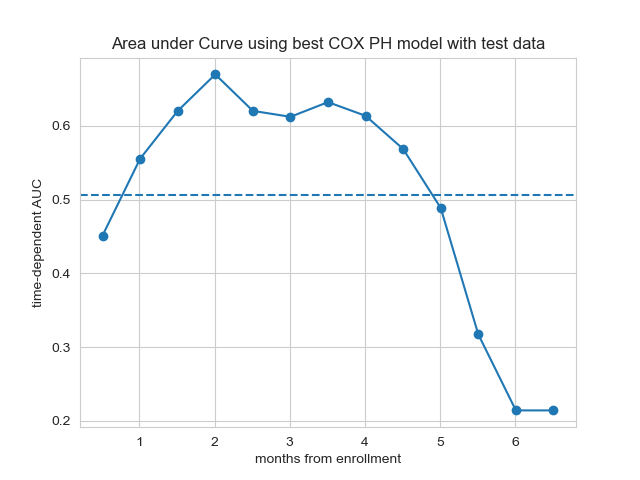 Area under Curve using best COX PH model with test data
time-dependent AUC
0.6
0.5
0.4
0.3
0.2
1 2 3 4 5 6
months from enrollment